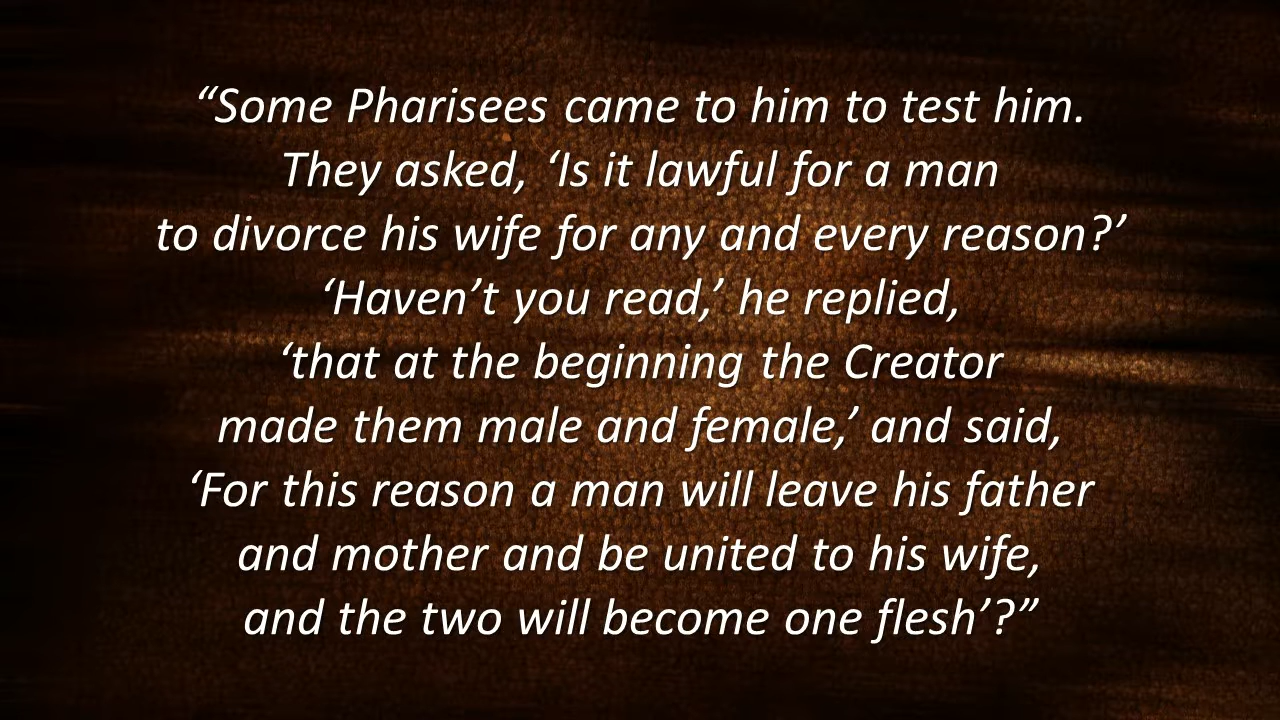 “Some Pharisees came to him to test him.
They asked, ‘Is it lawful for a man
to divorce his wife for any and every reason?’
‘Haven’t you read,’ he replied,
‘that at the beginning the Creator
made them male and female,’ and said,
‘For this reason a man will leave his father
and mother and be united to his wife,
and the two will become one flesh’?”